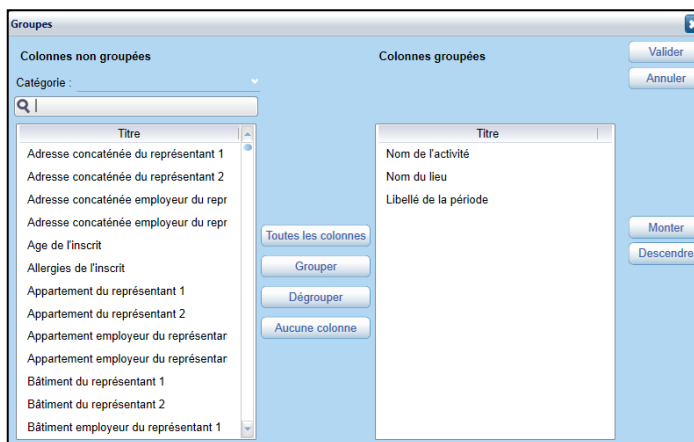 Groupes
Colonnes non groupées
Colonnes groupées
Valider
Annuler
Catégorie :
Titre
Adresse concaténée du représentant 1
Adresse concaténée du représentant 2
Adresse concaténée employeur du repr
Adresse concaténée employeur du repr
Age de l'inscrit
Allergies de l'inscrit
Appartement du représentant 1
Appartement du représentant 2
Appartement employeur du représentan
Appartement employeur du représentan
Bâtiment du représentant 1
Bâtiment du représentant 2
Bâtiment employeur du représentant 1
Toutes les colonnes
Grouper
Dégrouper
Aucune colonne
Titre
Nom de l'activité
Nom du lieu
Libellé de la période
Monter
Descendre